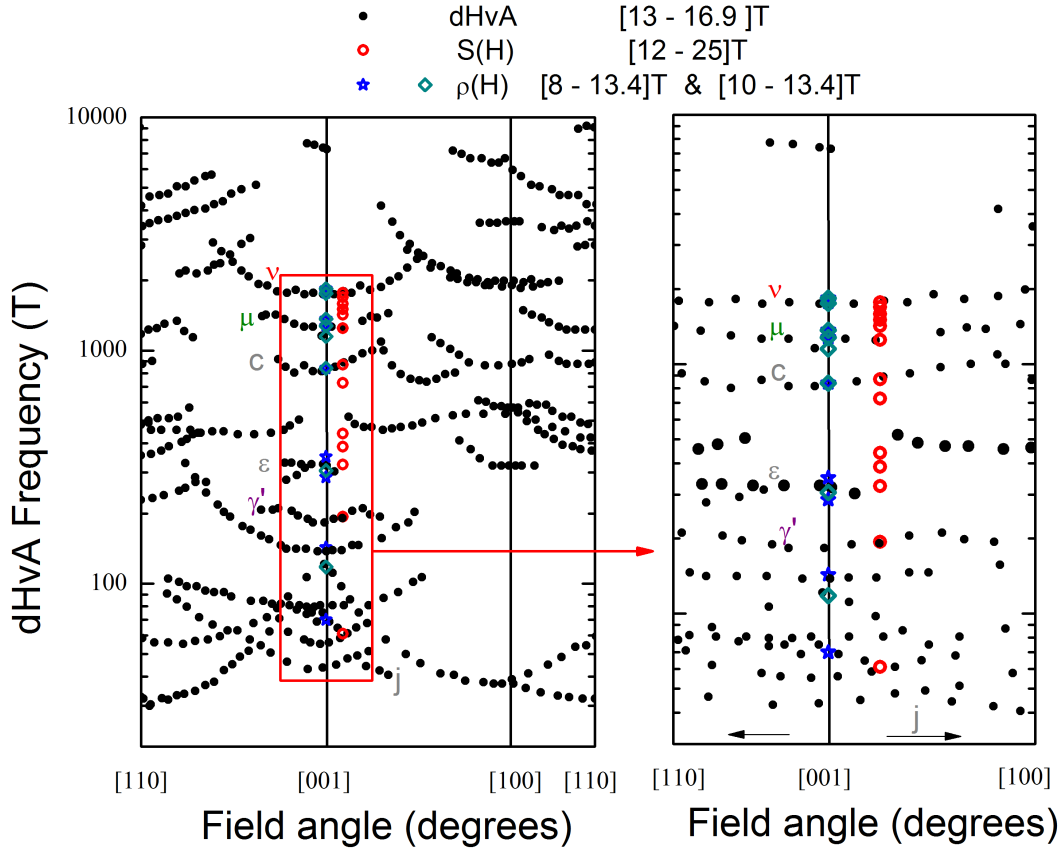 dHvA [13 - 16.9 ]T
S(H) [12 - 25]T
ρ(H) [8 - 13.4]T & [10 - 13.4]T
10000
1000
100
dHvA Frequency (T)
ν
μ
c
ε
γ'
j
[110] [001] [100] [110]
Field angle (degrees)
ν
μ
c
ε
γ'
j
[110] [001] [100]
Field angle (degrees)